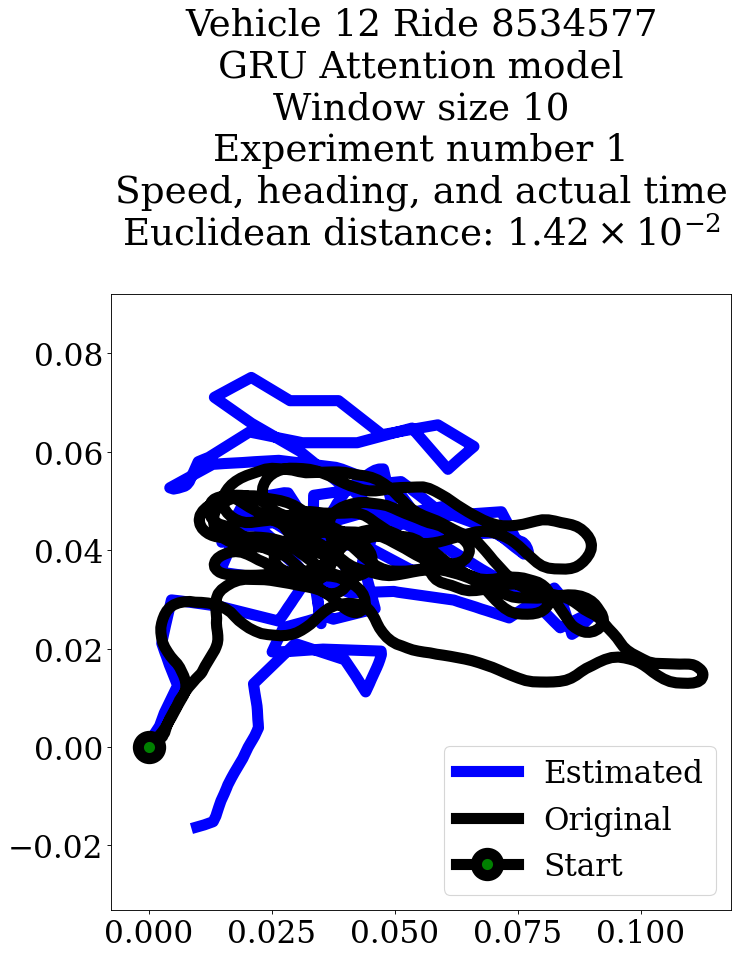 Vehicle 12 Ride 8534577
GRU Attention model
Window size 10
Experiment number 1
Speed, heading, and actual time
Euclidean distance: 1.42 × 10⁻²
0.08
0.06
0.04
0.02
0.00
−0.02
Estimated
Original
Start
0.000 0.025 0.050 0.075 0.100